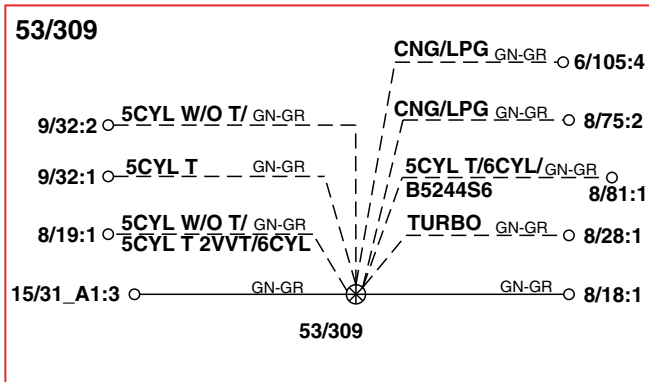 53/309
CNG/LPG GN-GR 6/105:4
9/32:2 5CYL W/O T/ GN-GR
CNG/LPG GN-GR 8/75:2
9/32:1 5CYL T GN-GR
5CYL T/6CYL/ GN-GR
B5244S6 8/81:1
8/19:1 5CYL W/O T/ GN-GR
5CYL T 2VVT/6CYL
TURBO GN-GR 8/28:1
15/31_A1:3 GN-GR
GN-GR 8/18:1
53/309